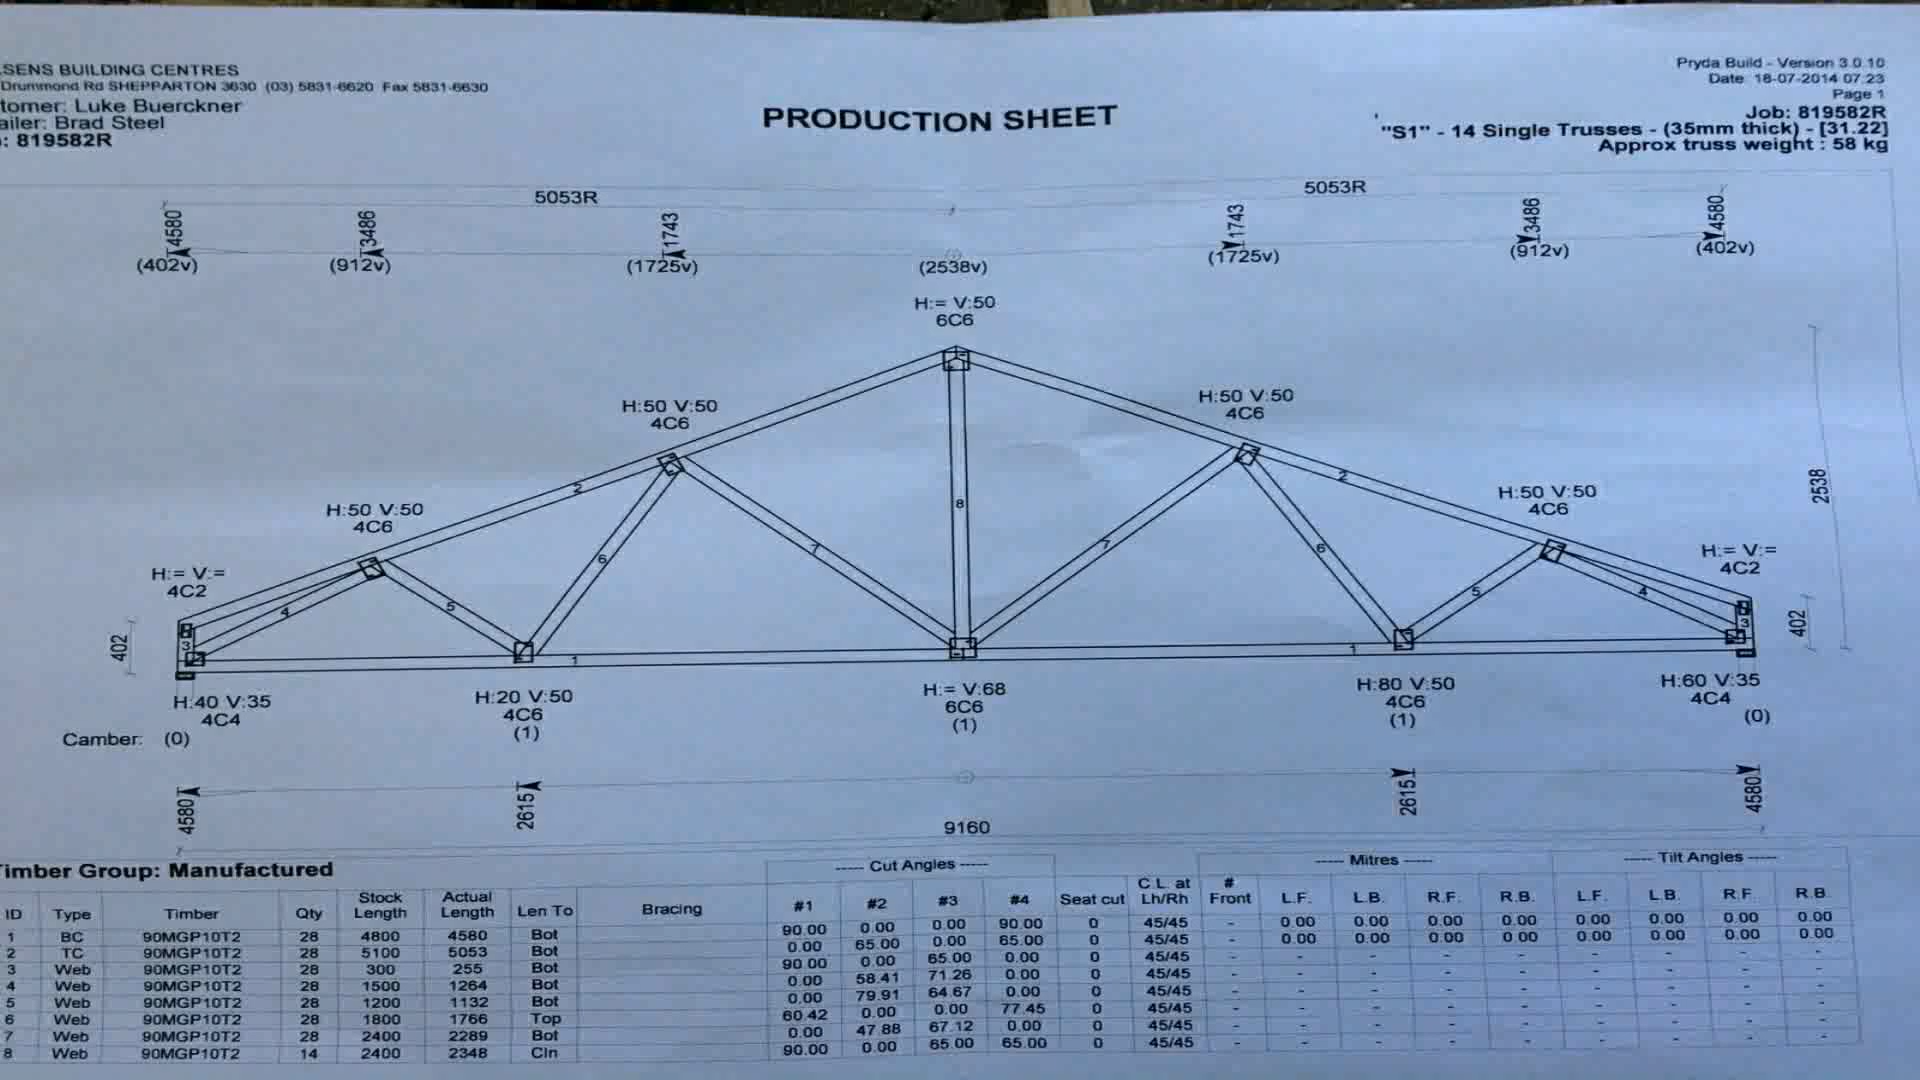 SENS BUILDING CENTRES
Drummond Rd SHEPPARTON 3630 (03) 5831-6620 Fax 5831-6630
tomer: Luke Buerckner
ailer: Brad Steel
: 819582R
PRODUCTION SHEET
Pryda Build - Version 3.0.10
Date: 18-07-2014 07:23
Page 1
Job: 819582R
"S1" - 14 Single Trusses - (35mm thick) - [31.22]
Approx truss weight : 58 kg
5053R 5053R
4580 3486 1743 1743 3486 4580
(402v) (912v) (1725v) (2538v) (1725v) (912v) (402v)
H:= V:50
6C6
H:50 V:50
4C6
H:50 V:50
4C6
H:50 V:50
4C6
H:50 V:50
4C6
H:= V:=
4C2
H:= V:=
4C2
2538
402 402
2 2
8
6 7 7 6
3 4 5 5 4 3
1 1
H:40 V:35
4C4
H:20 V:50
4C6
(1)
H:= V:68
6C6
(1)
H:80 V:50
4C6
(1)
H:60 V:35
4C4
(0)
Camber: (0)
4580 2615 2615 4580
9160
Timber Group: Manufactured
----- Cut Angles ----- ----- Mitres ----- ----- Tilt Angles -----
ID Type Timber Qty Stock Length Actual Length Len To Bracing #1 #2 #3 #4 Seat cut C.L. at Lh/Rh # Front L.F. L.B. R.F. R.B. L.F. L.B. R.F. R.B.
1 BC 90MGP10T2 28 4800 4580 Bot 90.00 0.00 0.00 90.00 0 45/45 - 0.00 0.00 0.00 0.00 0.00 0.00 0.00 0.00
2 TC 90MGP10T2 28 5100 5053 Bot 0.00 65.00 0.00 65.00 0 45/45 - 0.00 0.00 0.00 0.00 0.00 0.00 0.00 0.00
3 Web 90MGP10T2 28 300 255 Bot 90.00 0.00 65.00 0.00 0 45/45 - - - - - - - - -
4 Web 90MGP10T2 28 1500 1264 Bot 0.00 58.41 71.26 0.00 0 45/45 - - - - - - - - -
5 Web 90MGP10T2 28 1200 1132 Bot 0.00 79.91 64.67 0.00 0 45/45 - - - - - - - - -
6 Web 90MGP10T2 28 1800 1766 Top 60.42 0.00 0.00 77.45 0 45/45 - - - - - - - - -
7 Web 90MGP10T2 28 2400 2289 Bot 0.00 47.88 67.12 0.00 0 45/45 - - - - - - - - -
8 Web 90MGP10T2 14 2400 2348 Cln 90.00 0.00 65.00 65.00 0 45/45 - - - - - - - - -